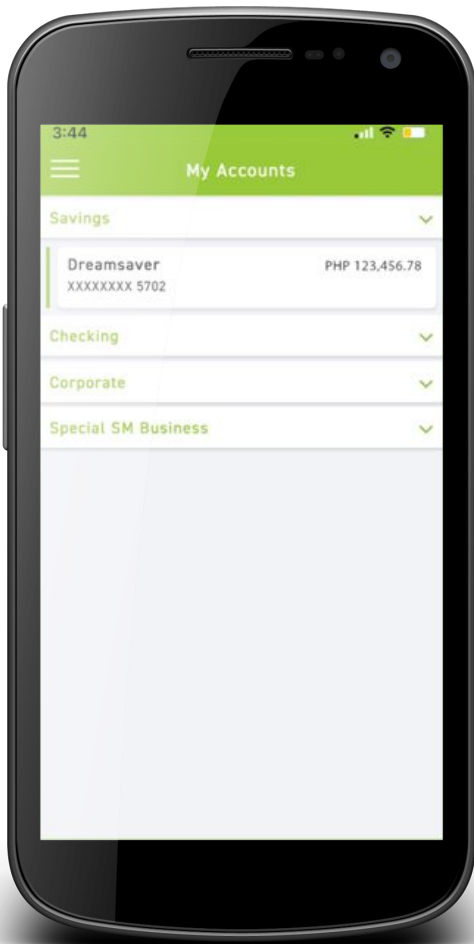 3:44
My Accounts
Savings
Dreamsaver PHP 123,456.78
XXXXXXXX 5702
Checking
Corporate
Special SM Business